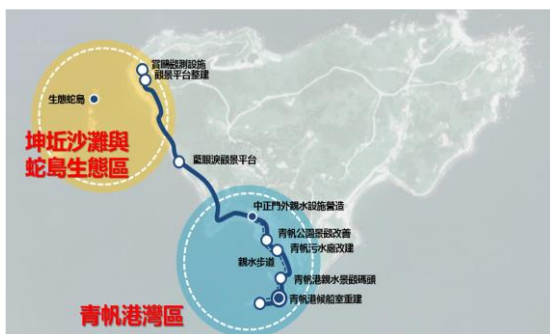 賞鷗觀測設施
觀景平台整建
生態蛇島
坤坵沙灘與
蛇島生態區
藍眼淚觀景平台
中正門外親水設施營造
青帆公園景觀改善
青帆污水廠改建
親水步道
青帆港親水景觀碼頭
青帆港候船室重建
青帆港灣區